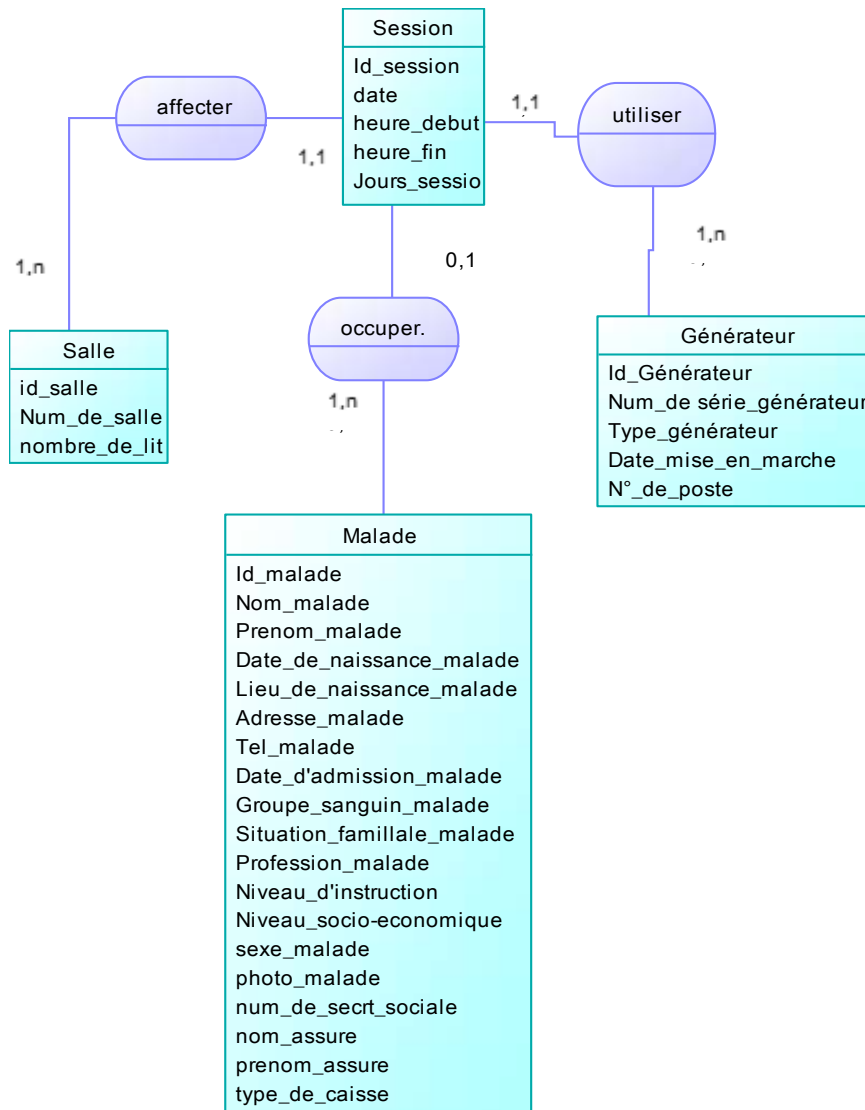 Session
Id_session
date
heure_debut
heure_fin
Jours_sessio
affecter
1,1
1,1
utiliser
1,n
1,n
0,1
occuper.
1,n
Salle
id_salle
Num_de_salle
nombre_de_lit
Générateur
Id_Générateur
Num_de série_générateur
Type_générateur
Date_mise_en_marche
N°_de_poste
Malade
Id_malade
Nom_malade
Prenom_malade
Date_de_naissance_malade
Lieu_de_naissance_malade
Adresse_malade
Tel_malade
Date_d'admission_malade
Groupe_sanguin_malade
Situation_famillale_malade
Profession_malade
Niveau_d'instruction
Niveau_socio-economique
sexe_malade
photo_malade
num_de_secrt_sociale
nom_assure
prenom_assure
type_de_caisse